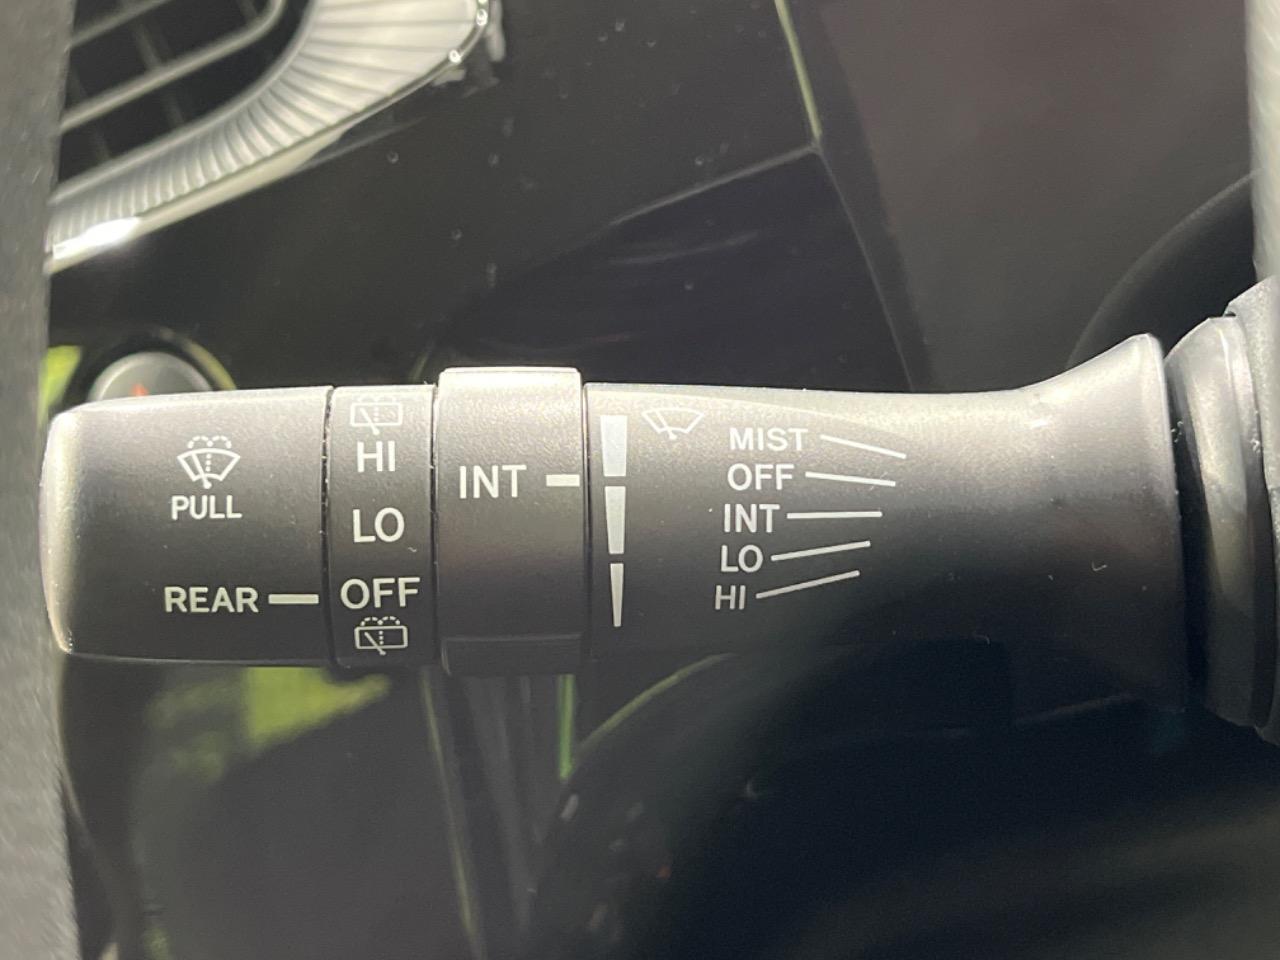 PULL
REAR
HI
LO
OFF
INT
MIST
OFF
INT
LO
HI